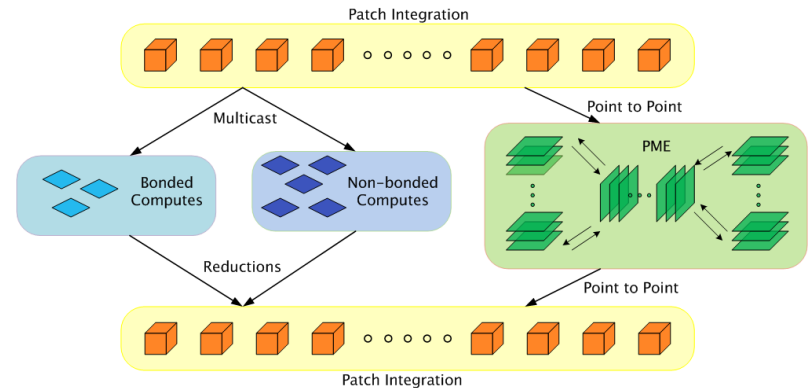 Patch Integration
Multicast
Point to Point
PME
Bonded
Computes
Non-bonded
Computes
Reductions
Point to Point
Patch Integration